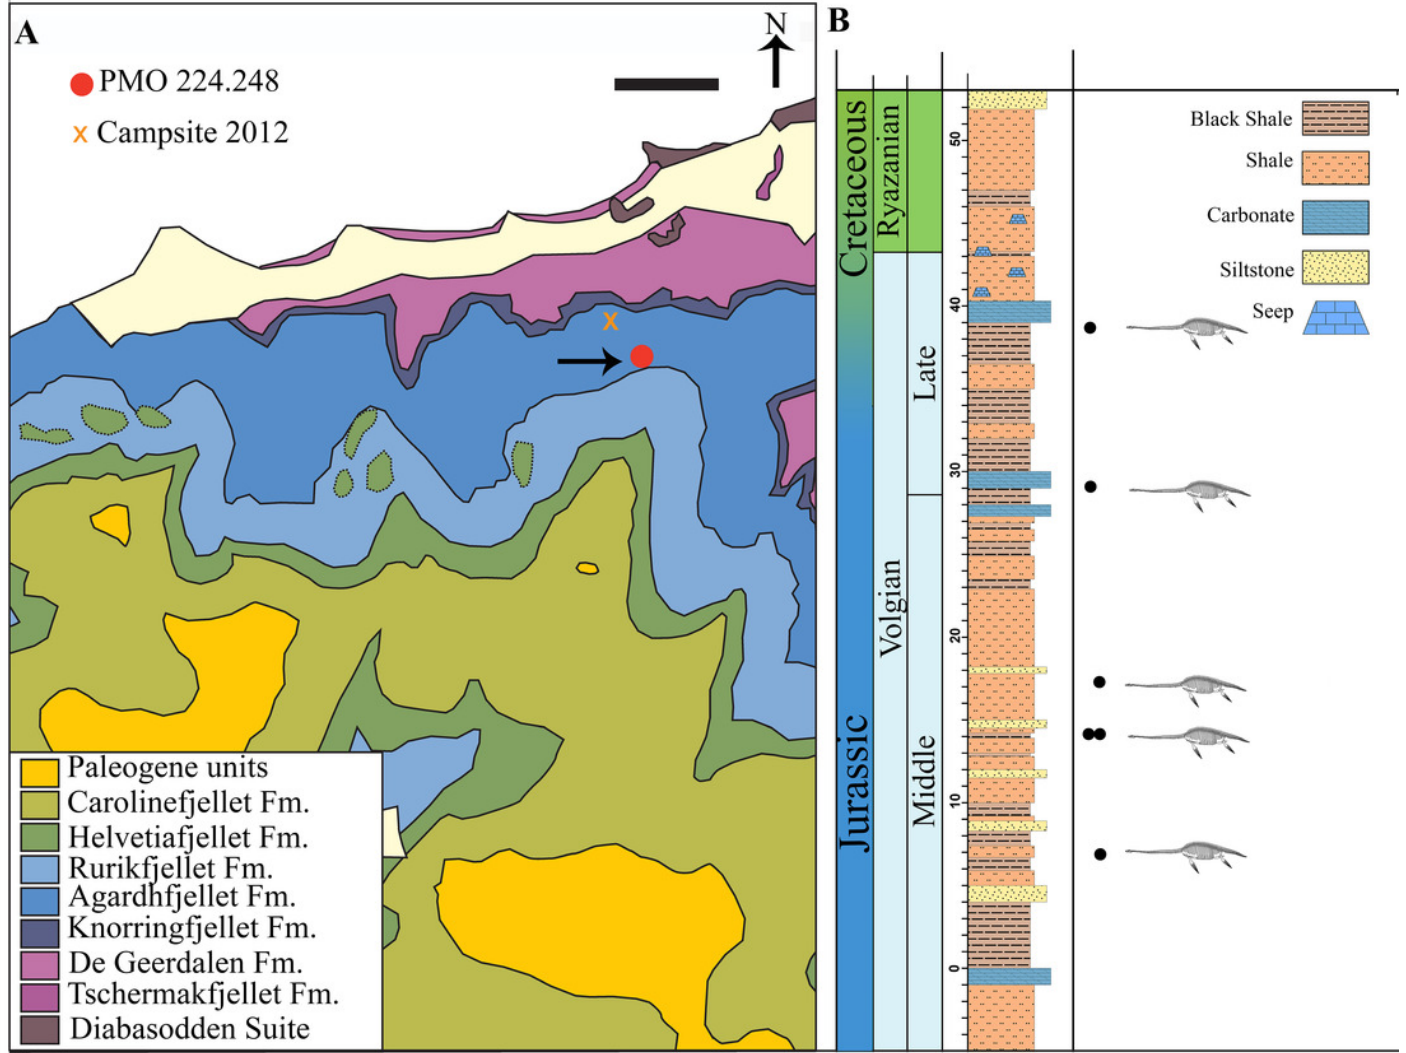 A
N
PMO 224.248
x Campsite 2012
Paleogene units
Carolinefjellet Fm.
Helvetiafjellet Fm.
Rurikfjellet Fm.
Agardhfjellet Fm.
Knorringfjellet Fm.
De Geerdalen Fm.
Tschermakfjellet Fm.
Diabasodden Suite
B
Cretaceous
Jurassic
Ryazanian
Volgian
Late
Middle
50
40
30
20
10
0
Black Shale
Shale
Carbonate
Siltstone
Seep